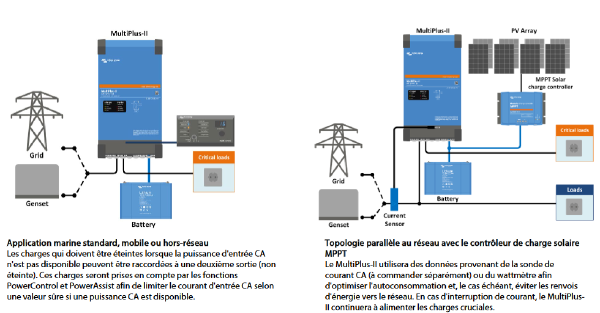 MultiPlus-II
Grid
Genset
Critical loads
Battery
Application marine standard, mobile ou hors-réseau
Les charges qui doivent être éteintes lorsque la puissance d'entrée CA
n'est pas disponible peuvent être raccordées à une deuxième sortie (non
éteinte). Ces charges seront prises en compte par les fonctions
PowerControl et PowerAssist afin de limiter le courant d'entrée CA selon
une valeur sûre si une puissance CA est disponible.
MultiPlus-II
PV Array
MPPT Solar
charge controller
Critical loads
Grid
Genset
Current
Sensor
Battery
Loads
Topologie parallèle au réseau avec le contrôleur de charge solaire
MPPT
Le MultiPlus-II utilisera des données provenant de la sonde de
courant CA (à commander séparément) ou du wattmètre afin
d'optimiser l'autoconsommation et, le cas échéant, éviter les renvois
d'énergie vers le réseau. En cas d'interruption de courant, le MultiPlus-
II continuera à alimenter les charges cruciales.